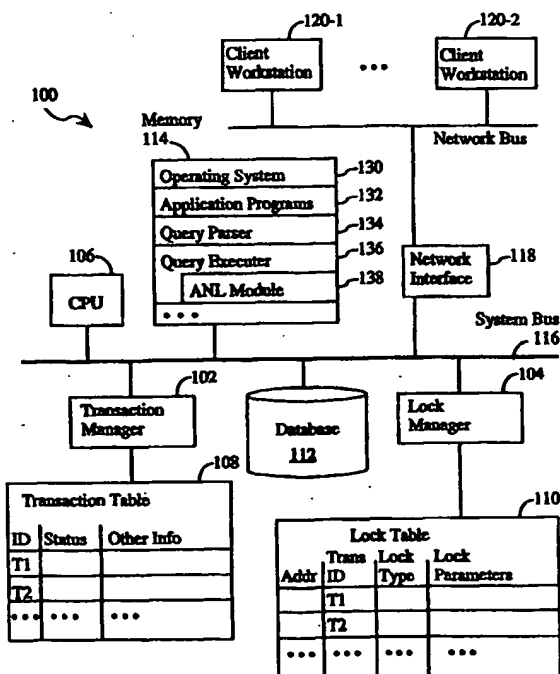 120-1
120-2
Client
Workstation
•••
Client
Workstation
100
Memory
114
Network Bus
Operating System
130
Application Programs
132
Query Parser
134
Query Executer
136
ANL Module
138
•••
106
CPU
Network
Interface
118
System Bus
116
102
Transaction
Manager
Database
112
104
Lock
Manager
108
Transaction Table
ID Status Other Info
T1
T2
••• ••• •••
110
Lock Table
Addr Trans ID Lock Type Lock Parameters
T1
T2
••• ••• ••• •••